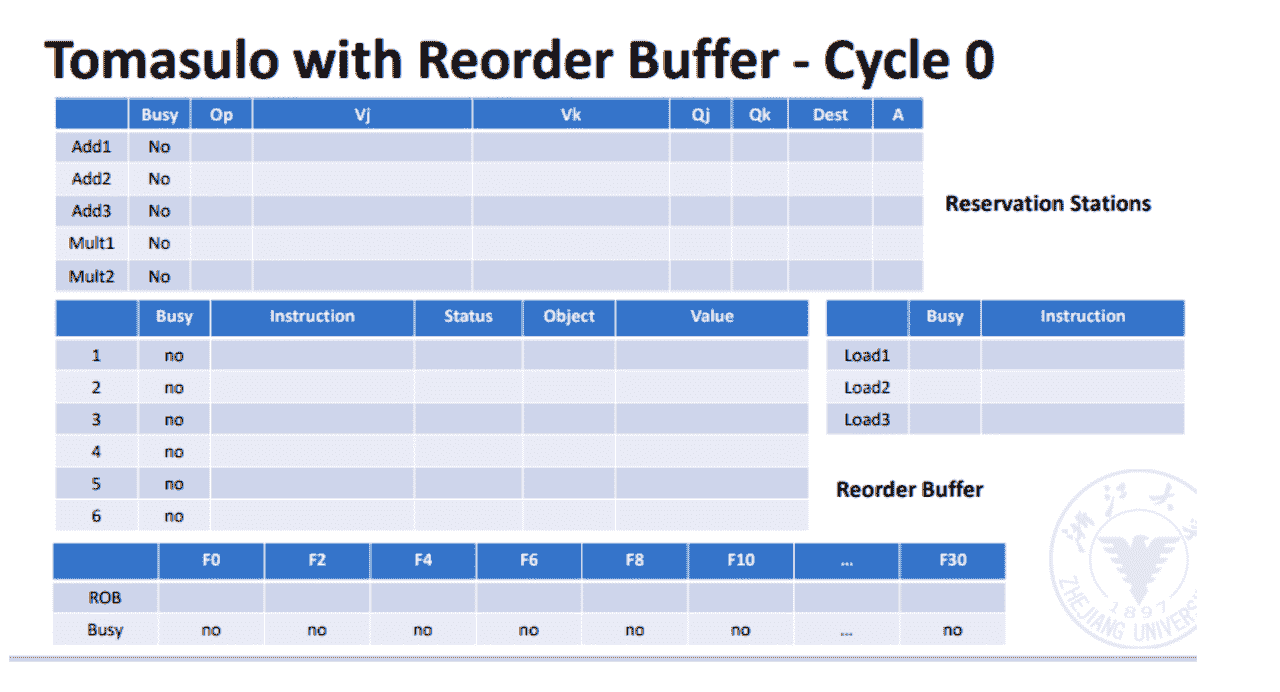 Tomasulo with Reorder Buffer - Cycle 0
Busy Op Vj Vk Qj Qk Dest A
Add1 No
Add2 No
Add3 No
Mult1 No
Mult2 No
Reservation Stations
Busy Instruction Status Object Value
1 no
2 no
3 no
4 no
5 no
6 no
Busy Instruction
Load1
Load2
Load3
Reorder Buffer
F0 F2 F4 F6 F8 F10 ... F30
ROB
Busy no no no no no no ... no
1897
ZHEJIANG UNIVERS